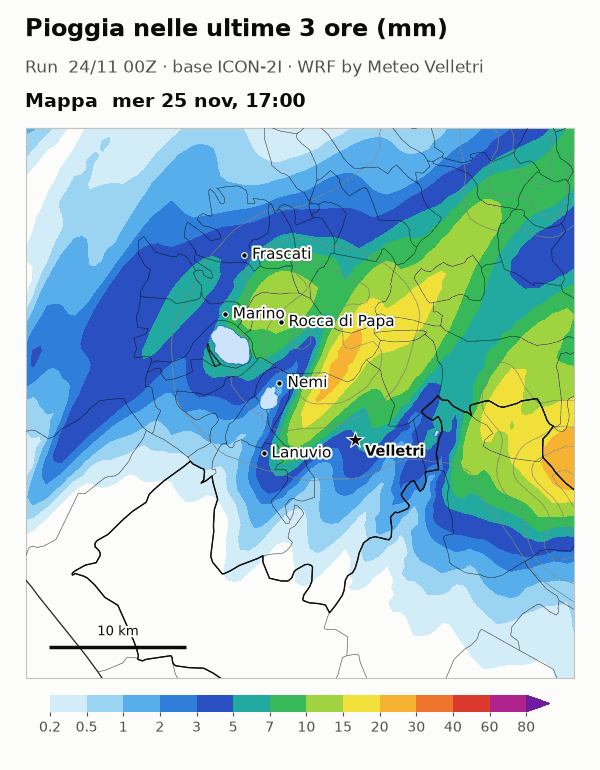 Pioggia nelle ultime 3 ore (mm)
Run 24/11 00Z · base ICON-2I · WRF by Meteo Velletri
Mappa mer 25 nov, 17:00
Frascati
Marino
Rocca di Papa
Nemi
Velletri
Lanuvio
10 km
0.2 0.5 1 2 3 5 7 10 15 20 30 40 60 80